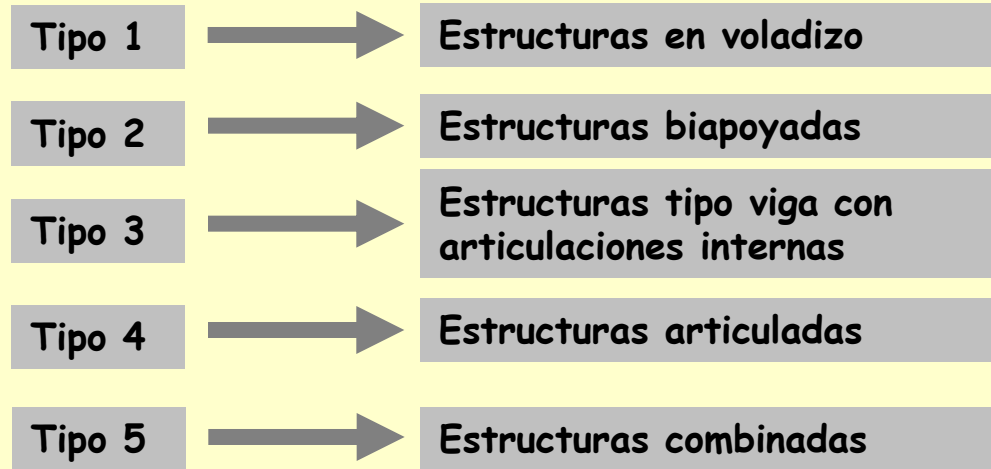 Tipo 1
Estructuras en voladizo
Tipo 2
Estructuras biapoyadas
Tipo 3
Estructuras tipo viga con
articulaciones internas
Tipo 4
Estructuras articuladas
Tipo 5
Estructuras combinadas